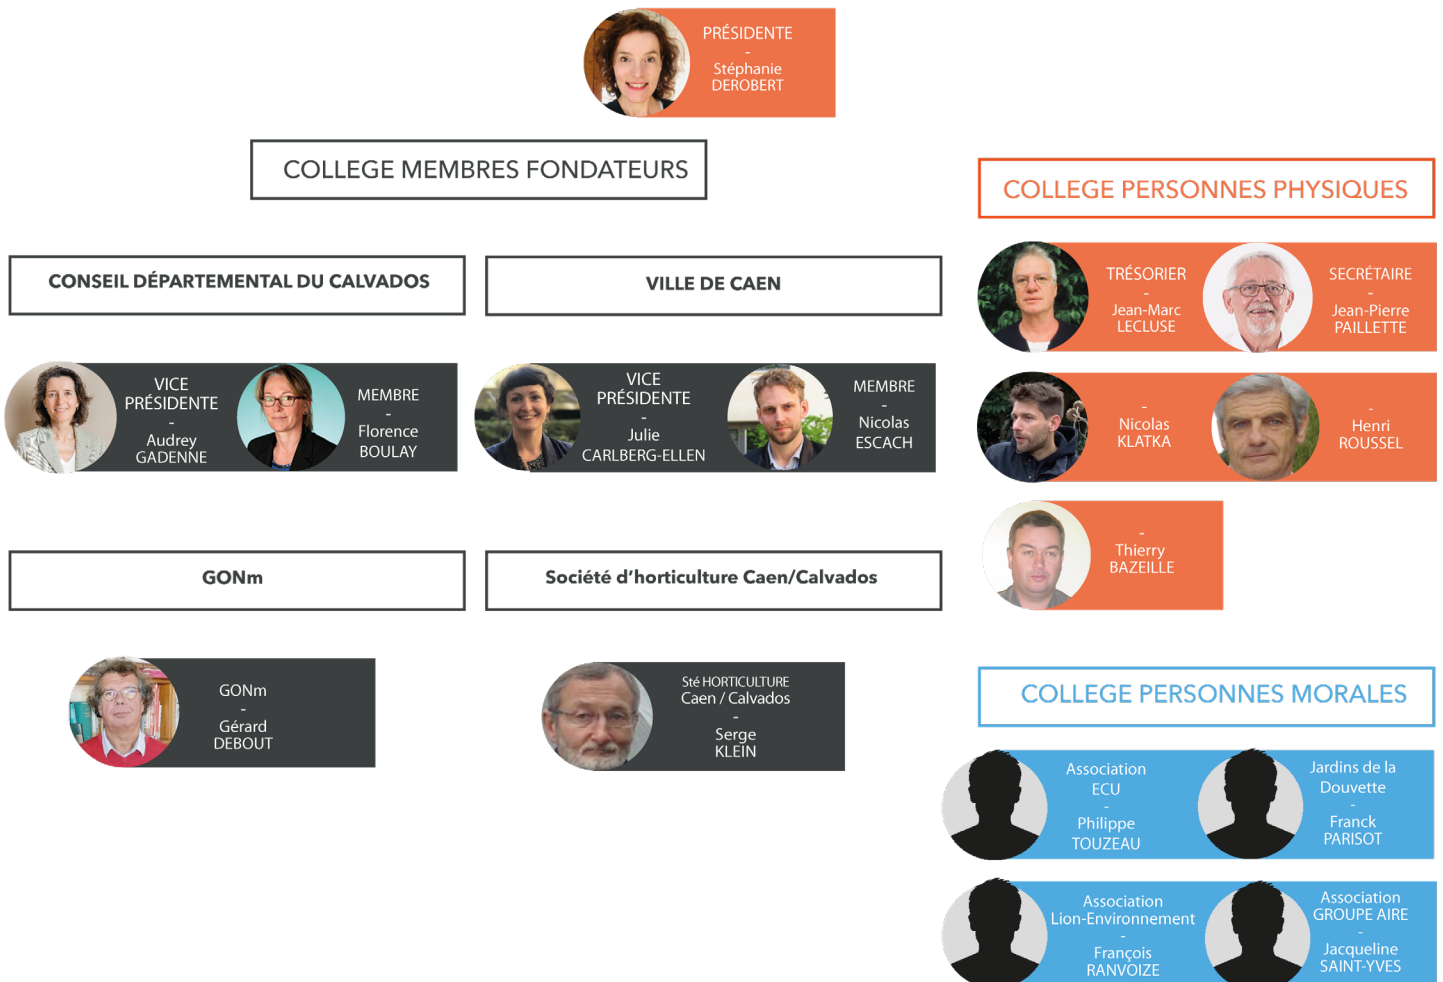 PRÉSIDENTE
-
Stéphanie
DEROBERT
COLLEGE MEMBRES FONDATEURS
CONSEIL DÉPARTEMENTAL DU CALVADOS
VILLE DE CAEN
VICE
PRÉSIDENTE
-
Audrey
GADENNE
MEMBRE
-
Florence
BOULAY
VICE
PRÉSIDENTE
-
Julie
CARLBERG-ELLEN
MEMBRE
-
Nicolas
ESCACH
GONm
Société d’horticulture Caen/Calvados
GONm
-
Gérard
DEBOUT
Sté HORTICULTURE
Caen / Calvados
-
Serge
KLEIN
COLLEGE PERSONNES PHYSIQUES
TRÉSORIER
-
Jean-Marc
LECLUSE
SECRÉTAIRE
-
Jean-Pierre
PAILLETTE
-
Nicolas
KLATKA
-
Henri
ROUSSEL
-
Thierry
BAZEILLE
COLLEGE PERSONNES MORALES
Association
ECU
-
Philippe
TOUZEAU
Jardins de la
Douvette
-
Franck
PARISOT
Association
Lion-Environnement
-
François
RANVOIZE
Association
GROUPE AIRE
-
Jacqueline
SAINT-YVES